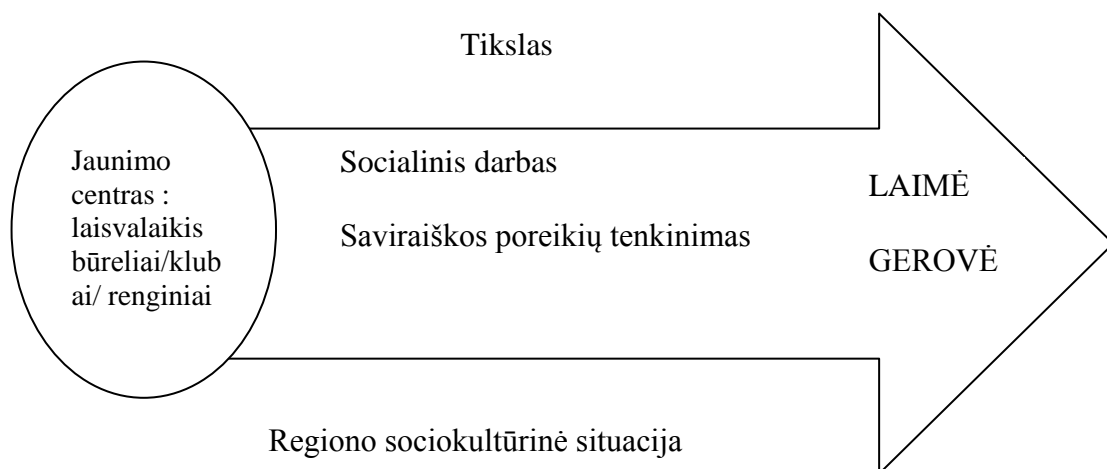 Tikslas
Jaunimo
centras :
laisvalaikis
būreliai/klub
ai/ renginiai
Socialinis darbas
Saviraiškos poreikių tenkinimas
LAIMĖ
GEROVĖ
Regiono sociokultūrinė situacija